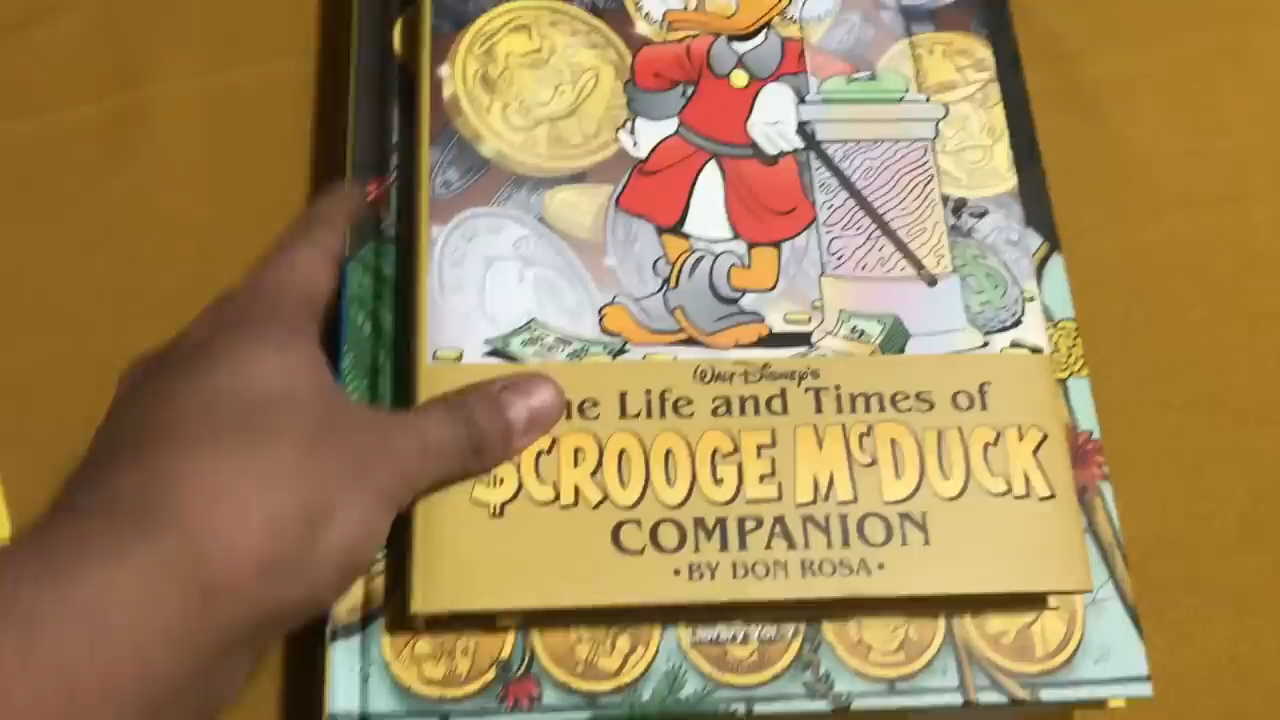 Walt Disney's
he Life and Times of
$CROOGE McDUCK
COMPANION
• BY DON ROSA •